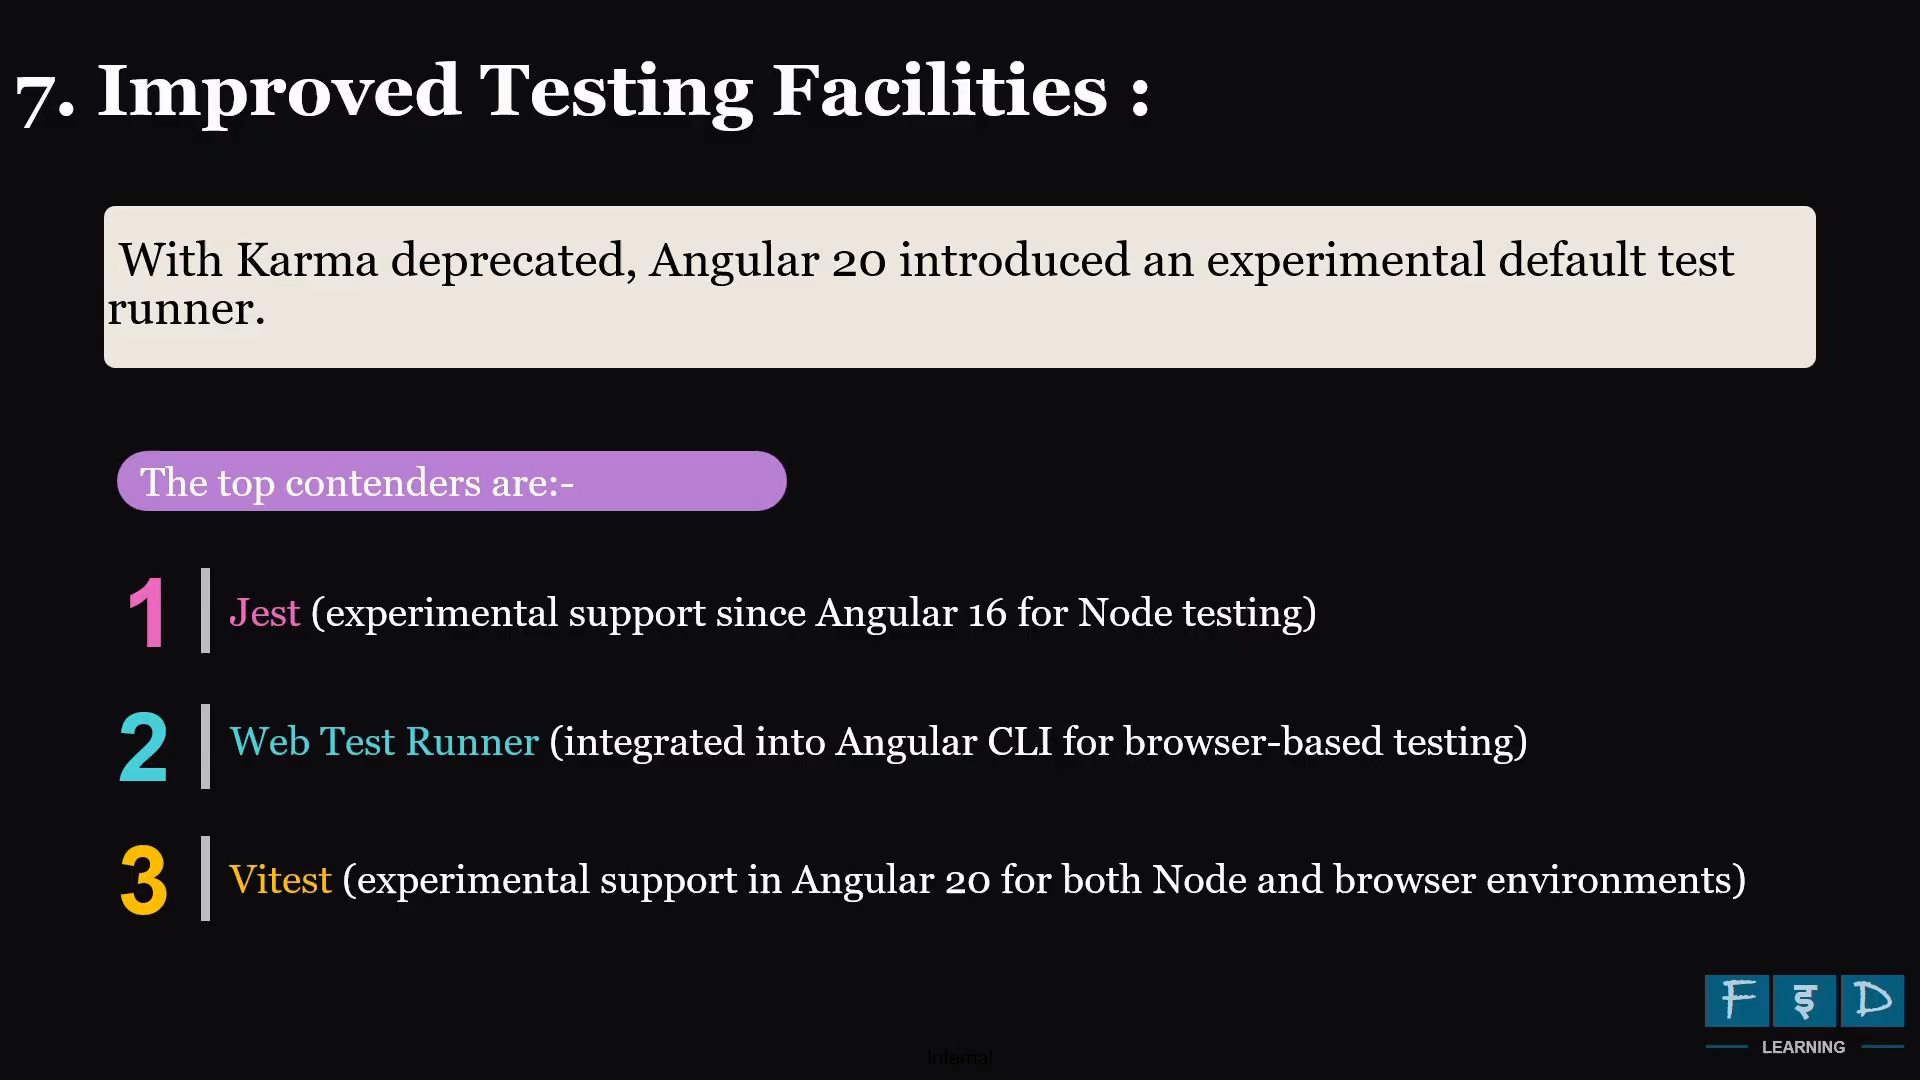 7. Improved Testing Facilities :
With Karma deprecated, Angular 20 introduced an experimental default test
runner.
The top contenders are:-
1
Jest (experimental support since Angular 16 for Node testing)
2
Web Test Runner (integrated into Angular CLI for browser-based testing)
3
Vitest (experimental support in Angular 20 for both Node and browser environments)
F इ D
LEARNING
Internal